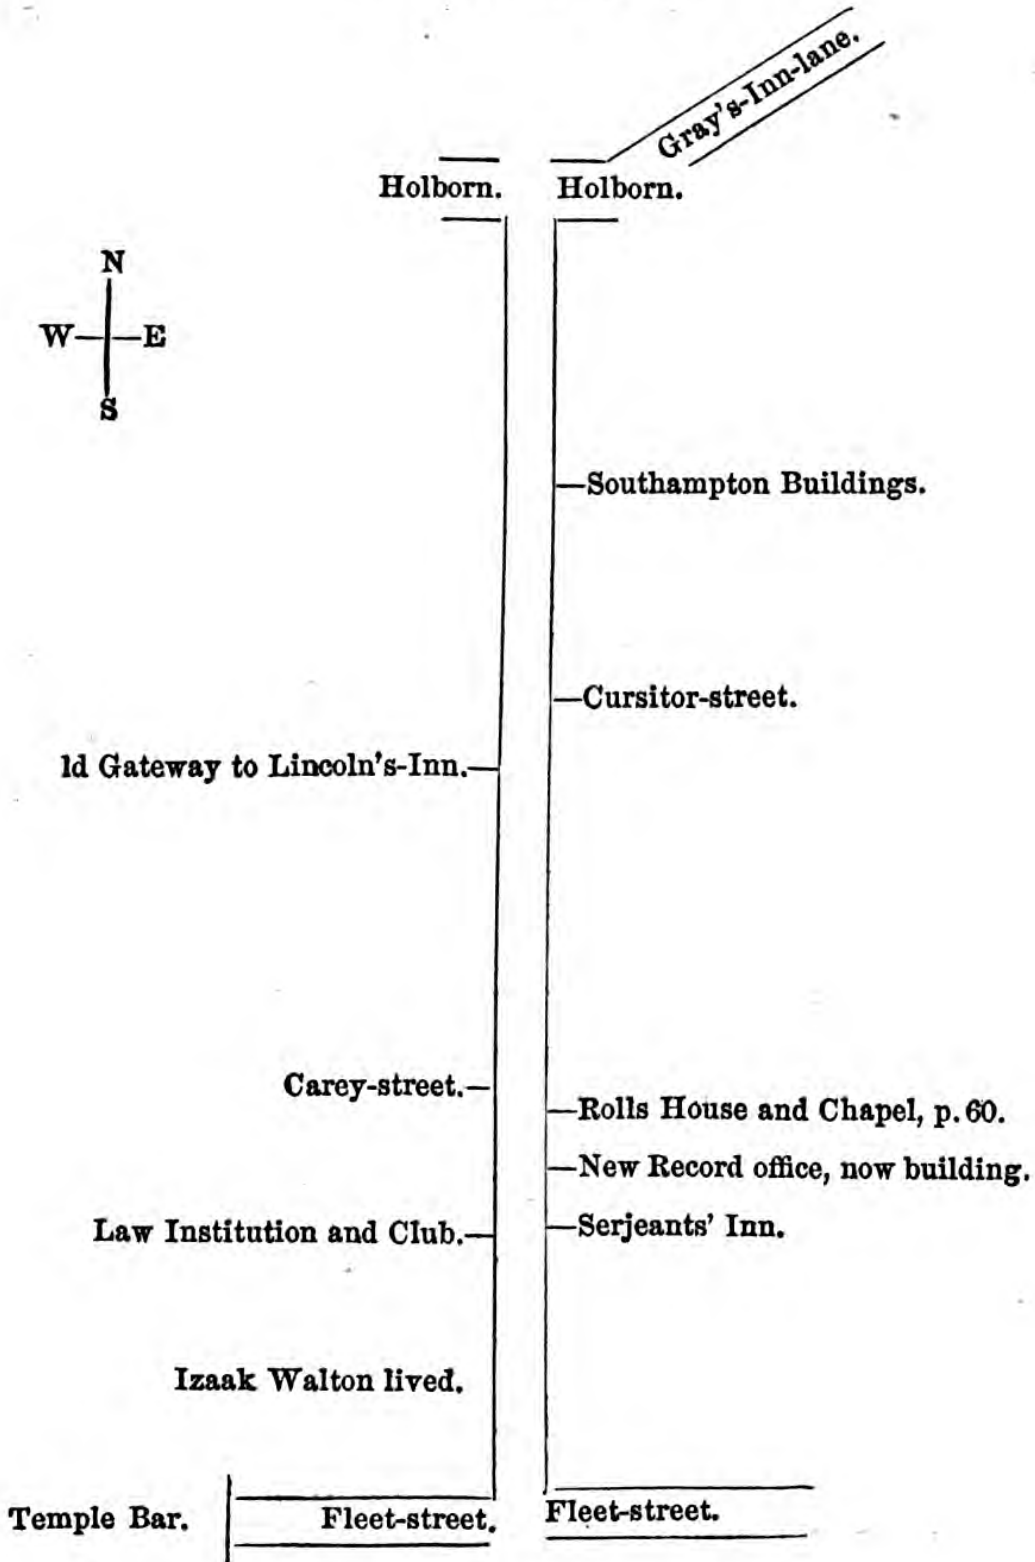 Gray's-Inn-lane.
Holborn. Holborn.
N
W E
S
Southampton Buildings.
Cursitor-street.
ld Gateway to Lincoln's-Inn.
Carey-street.
Rolls House and Chapel, p. 60.
New Record office, now building.
Law Institution and Club.
Serjeants' Inn.
Izaak Walton lived.
Temple Bar. Fleet-street. Fleet-street.